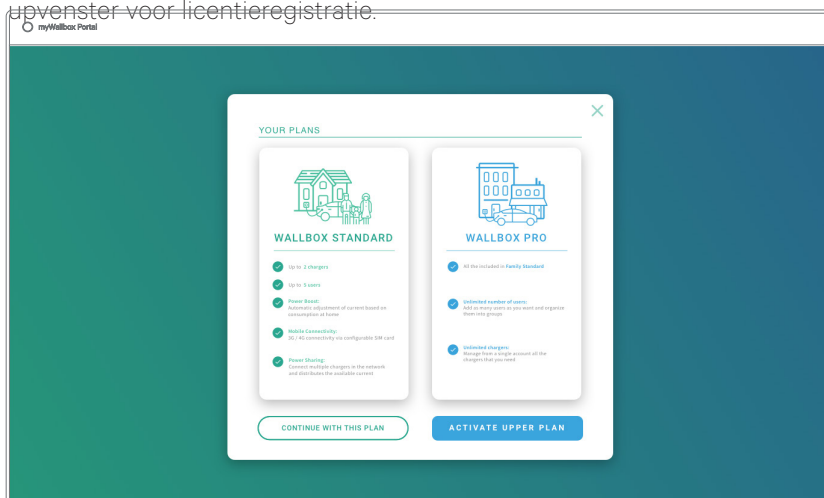 upvenster voor licentieregistratie.
myWallbox Portal
YOUR PLANS
WALLBOX STANDARD
Up to 2 chargers
Up to 5 users
Power Boost:
Automatic adjustment of current based on
consumption at home
Mobile Connectivity:
3G / 4G connectivity via configurable SIM card
Power Sharing:
Connect multiple chargers in the network
and distributes the available current
CONTINUE WITH THIS PLAN
WALLBOX PRO
All the included in Family Standard
Unlimited number of users:
Add as many users as you want and organize
them into groups
Unlimited chargers:
Manage from a single account all the
chargers that you need
ACTIVATE UPPER PLAN